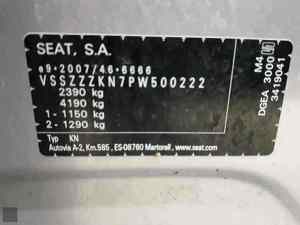 SEAT, S.A.
e9*2007/46*6666
VSSZZZKN7PW500222
2390 kg
4190 kg
1 - 1150 kg
2 - 1290 kg
Typ KN
Autovia A-2, Km.585, ES-08760 Martorell, www.seat.com
M4
DGEA 3000
3419041